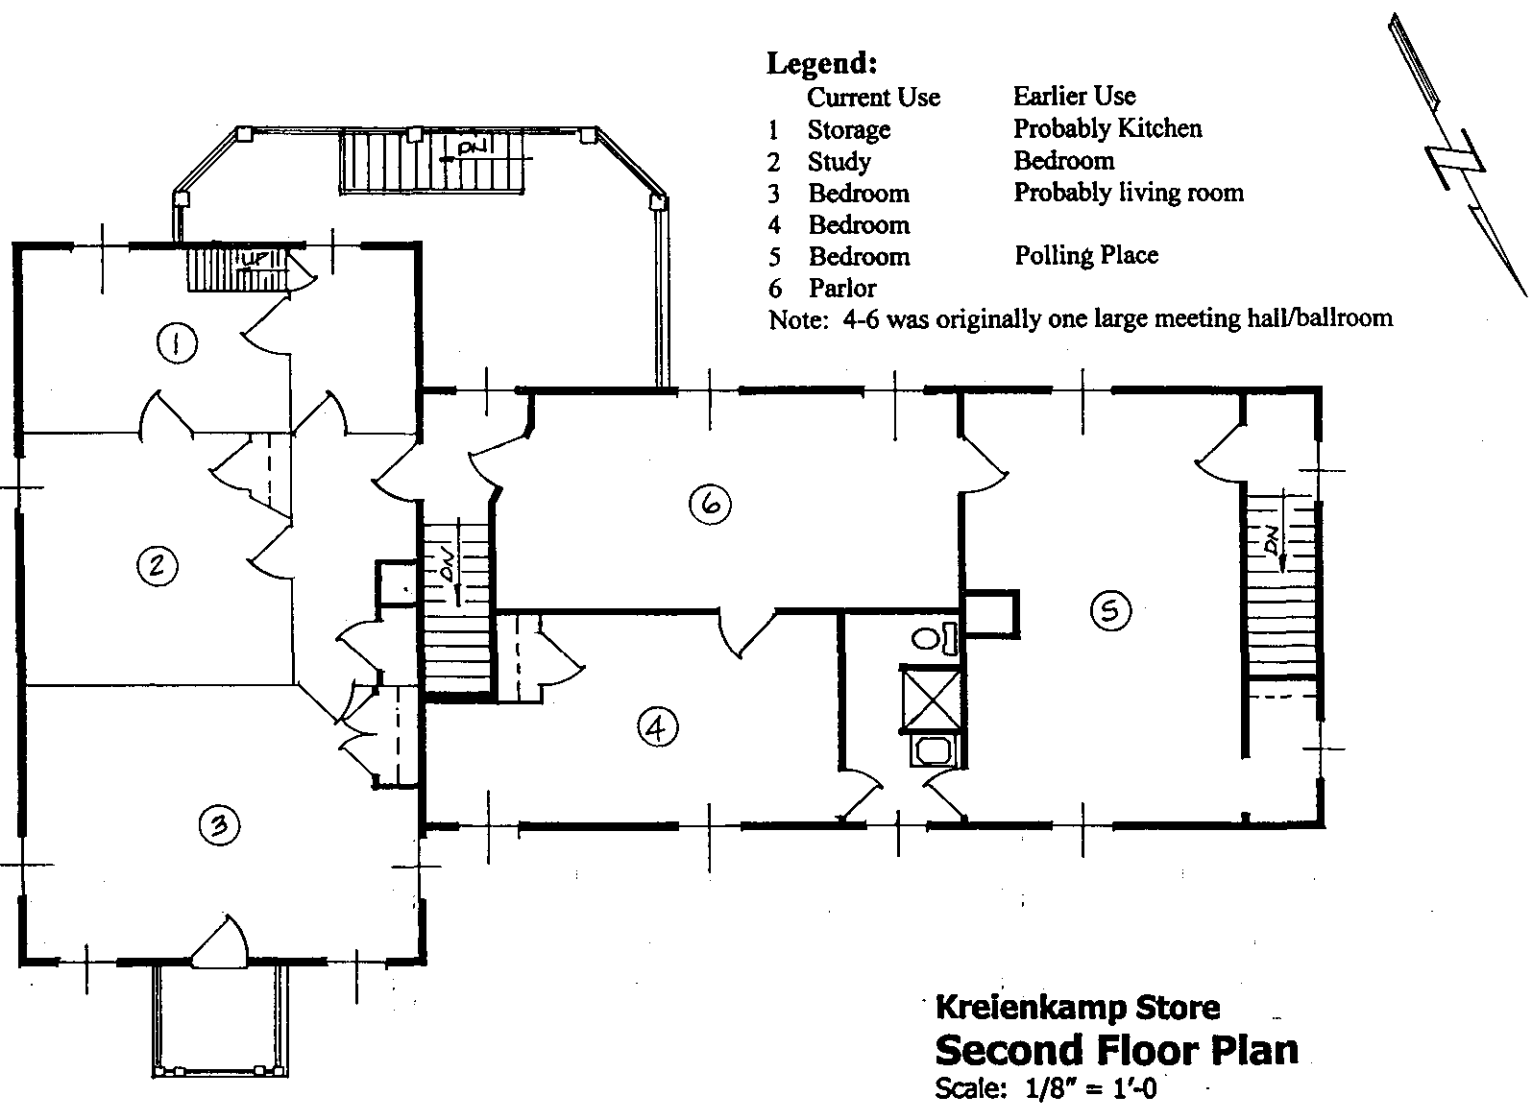 Legend:
Current Use Earlier Use
1 Storage Probably Kitchen
2 Study Bedroom
3 Bedroom Probably living room
4 Bedroom
5 Bedroom Polling Place
6 Parlor
Note: 4-6 was originally one large meeting hall/ballroom
DN
UP
1
6
2
DN
DN
5
4
3
N
Kreienkamp Store
Second Floor Plan
Scale: 1/8" = 1'-0